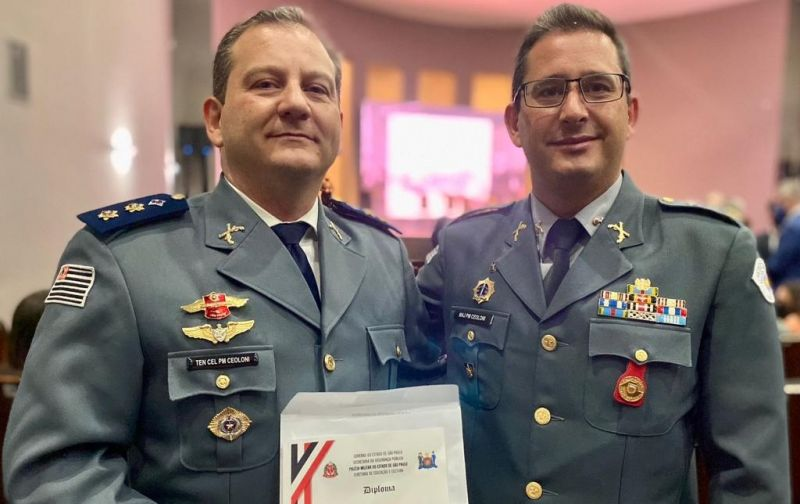 TEN CEL PM CEOLONI
MAJ PM CEOLONI
GOVERNO DO ESTADO DE SÃO PAULO
SECRETARIA DA SEGURANÇA PÚBLICA
POLÍCIA MILITAR DO ESTADO DE SÃO PAULO
DIRETORIA DE EDUCAÇÃO E CULTURA
Diploma